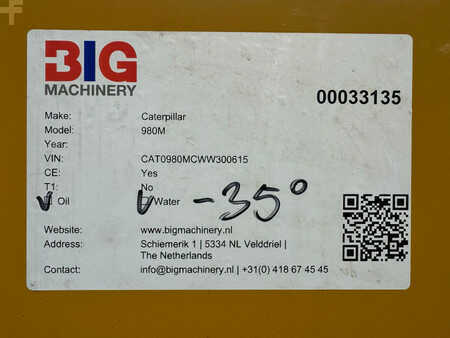 BIG
MACHINERY
00033135
Make: Caterpillar
Model: 980M
Year:
VIN: CAT0980MCWW300615
CE: Yes
T1: No
Oil Water -35°
Website: www.bigmachinery.nl
Address: Schiemerik 1 | 5334 NL Velddriel |
The Netherlands
Contact: info@bigmachinery.nl | +31(0) 418 67 45 45